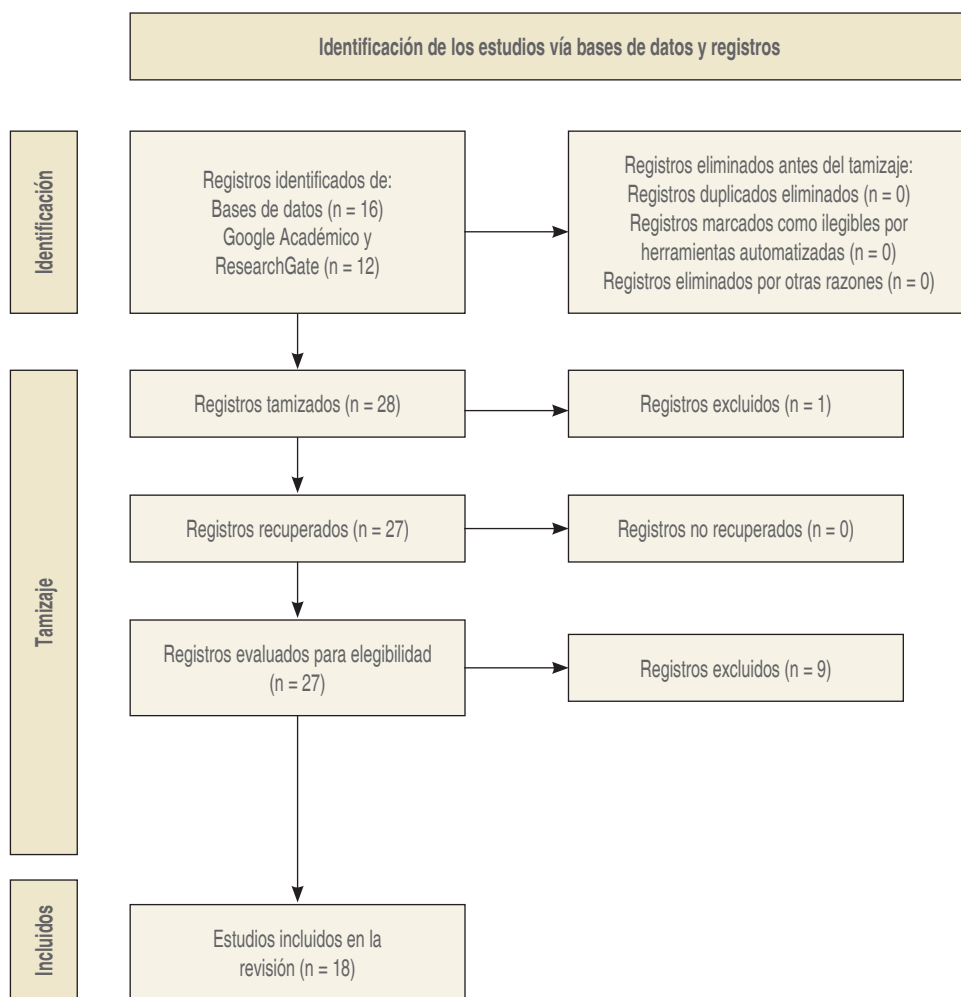 Identificación de los estudios vía bases de datos y registros
Identificación
Registros identificados de:
Bases de datos (n = 16)
Google Académico y
ResearchGate (n = 12)
Registros eliminados antes del tamizaje:
Registros duplicados eliminados (n = 0)
Registros marcados como ilegibles por
herramientas automatizadas (n = 0)
Registros eliminados por otras razones (n = 0)
Tamizaje
Registros tamizados (n = 28)
Registros excluidos (n = 1)
Registros recuperados (n = 27)
Registros no recuperados (n = 0)
Registros evaluados para elegibilidad
(n = 27)
Registros excluidos (n = 9)
Incluidos
Estudios incluidos en la
revisión (n = 18)